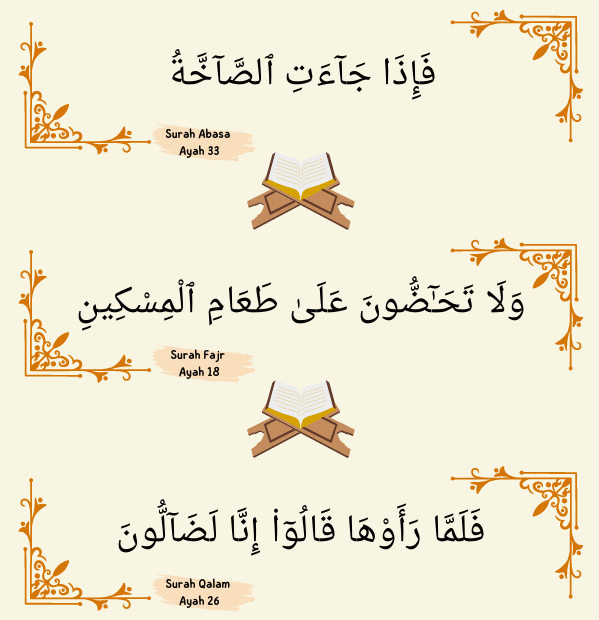 فَإِذَا جَآءَتِ ٱلصَّآخَّةُ
Surah Abasa
Ayah 33
وَلَا تَحَـٰٓضُّونَ عَلَىٰ طَعَامِ ٱلْمِسْكِينِ
Surah Fajr
Ayah 18
فَلَمَّا رَأَوْهَا قَالُوٓا۟ إِنَّا لَضَآلُّونَ
Surah Qalam
Ayah 26